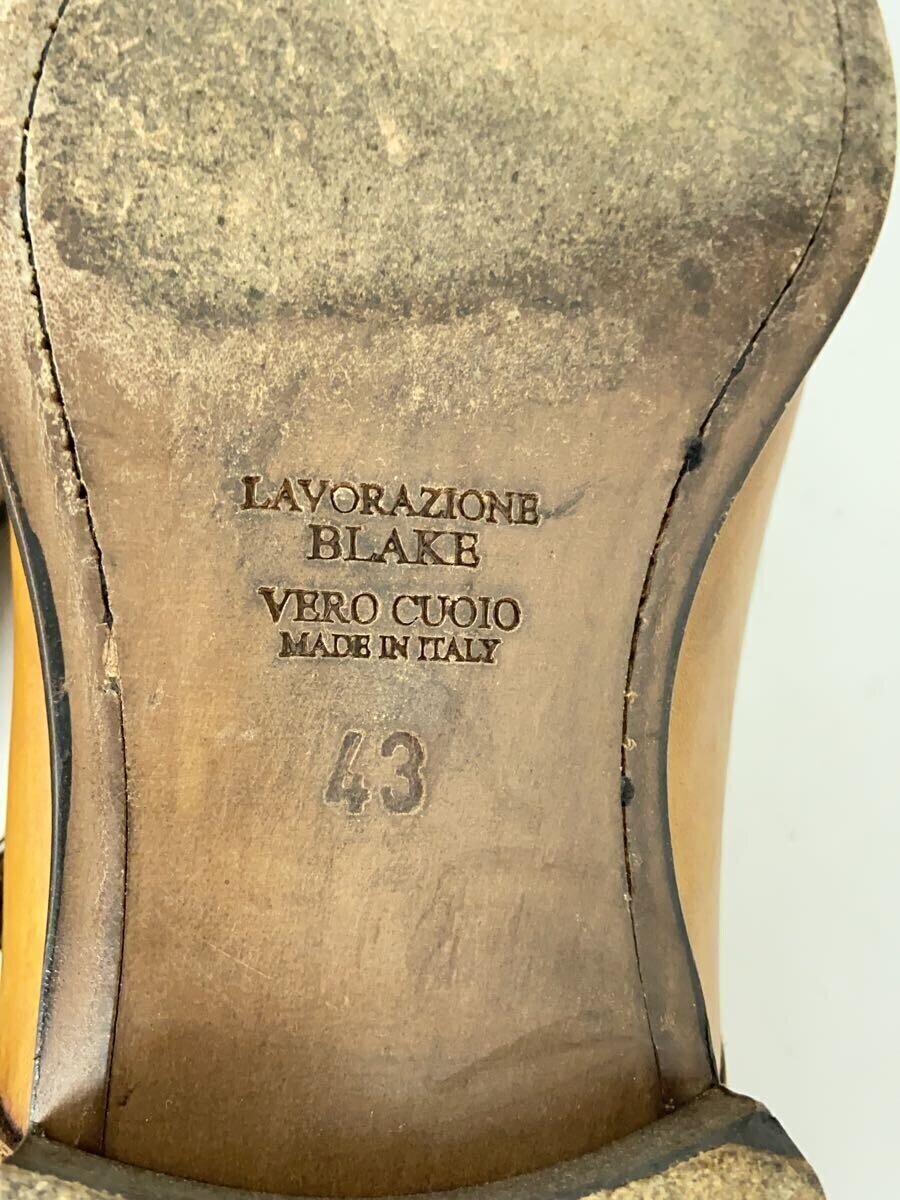 LAVORAZIONE
BLAKE
VERO CUOIO
MADE IN ITALY
43